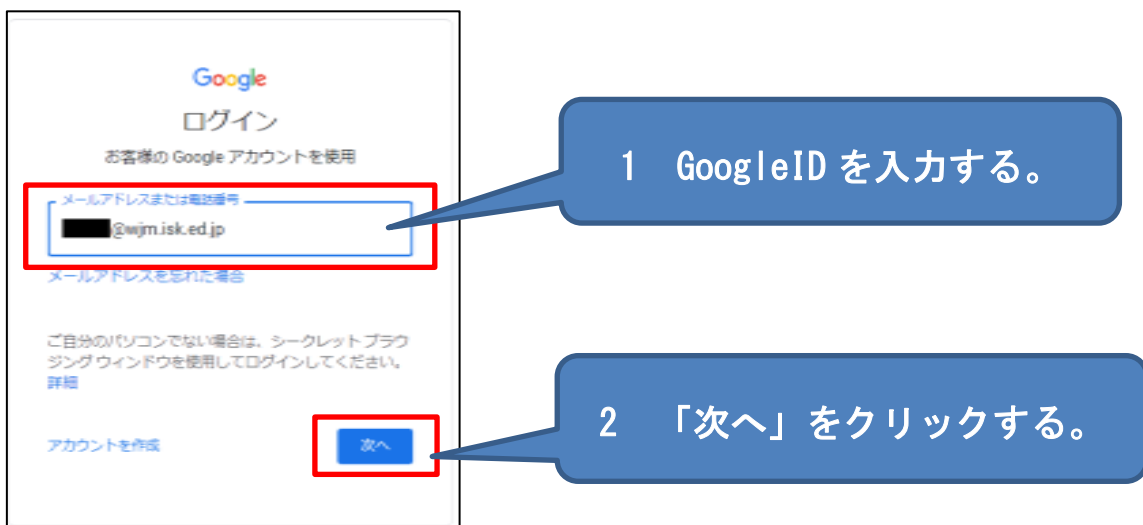 Google
ログイン
お客様の Google アカウントを使用
メールアドレスまたは電話番号
@wjm.isk.ed.jp
メールアドレスを忘れた場合
ご自分のパソコンでない場合は、シークレット ブラウ
ジング ウィンドウを使用してログインしてください。
詳細
アカウントを作成
次へ
1 GoogleID を入力する。
2 「次へ」をクリックする。